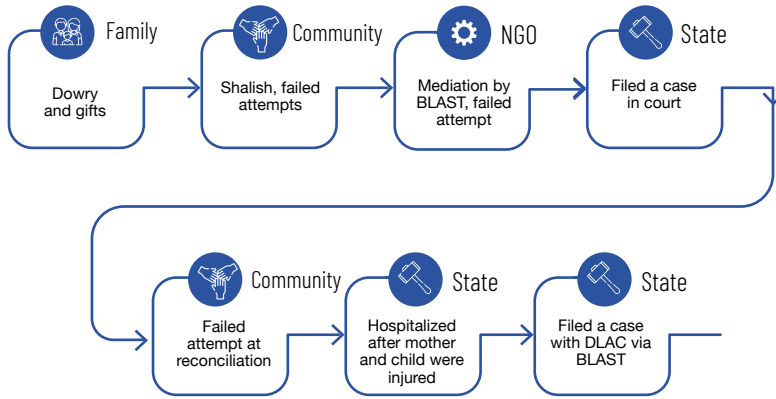 Family
Dowry
and gifts
Community
Shalish, failed
attempts
NGO
Mediation by
BLAST, failed
attempt
State
Filed a case
in court
Community
Failed
attempt at
reconciliation
State
Hospitalized
after mother
and child were
injured
State
Filed a case
with DLAC via
BLAST